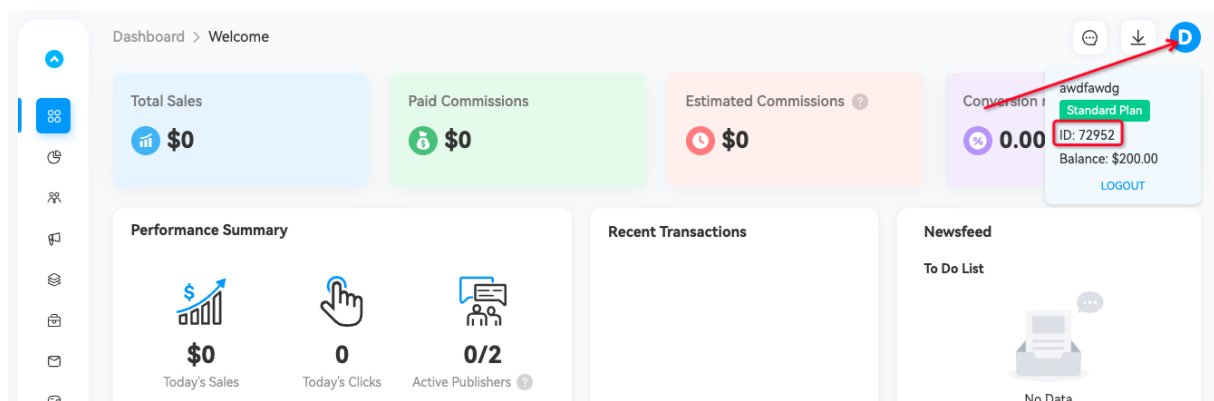 Dashboard > Welcome
D
Total Sales
$0
Paid Commissions
$0
Estimated Commissions ?
$0
Conversion
% 0.00
awdfawdg
Standard Plan
ID: 72952
Balance: $200.00
LOGOUT
Performance Summary
$0
Today's Sales
0
Today's Clicks
0/2
Active Publishers ?
Recent Transactions
Newsfeed
To Do List
No Data